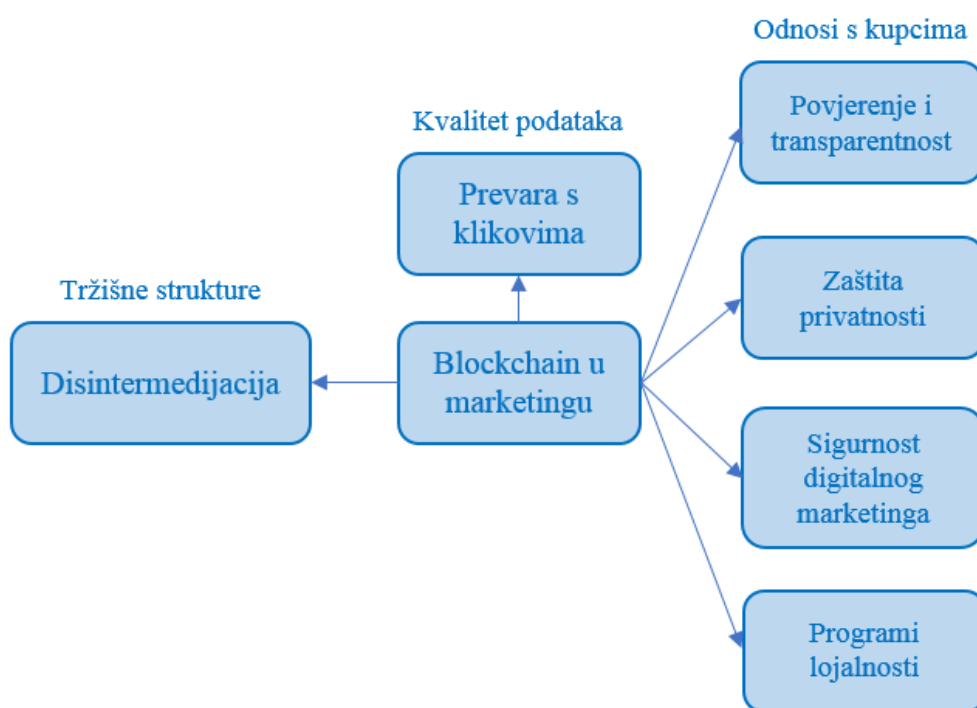 Odnosi s kupcima
Povjerenje i
transparentnost
Kvalitet podataka
Prevara s
klikovima
Zaštita
privatnosti
Tržišne strukture
Disintermedijacija
Blockchain u
marketingu
Sigurnost
digitalnog
marketinga
Programi
lojalnosti